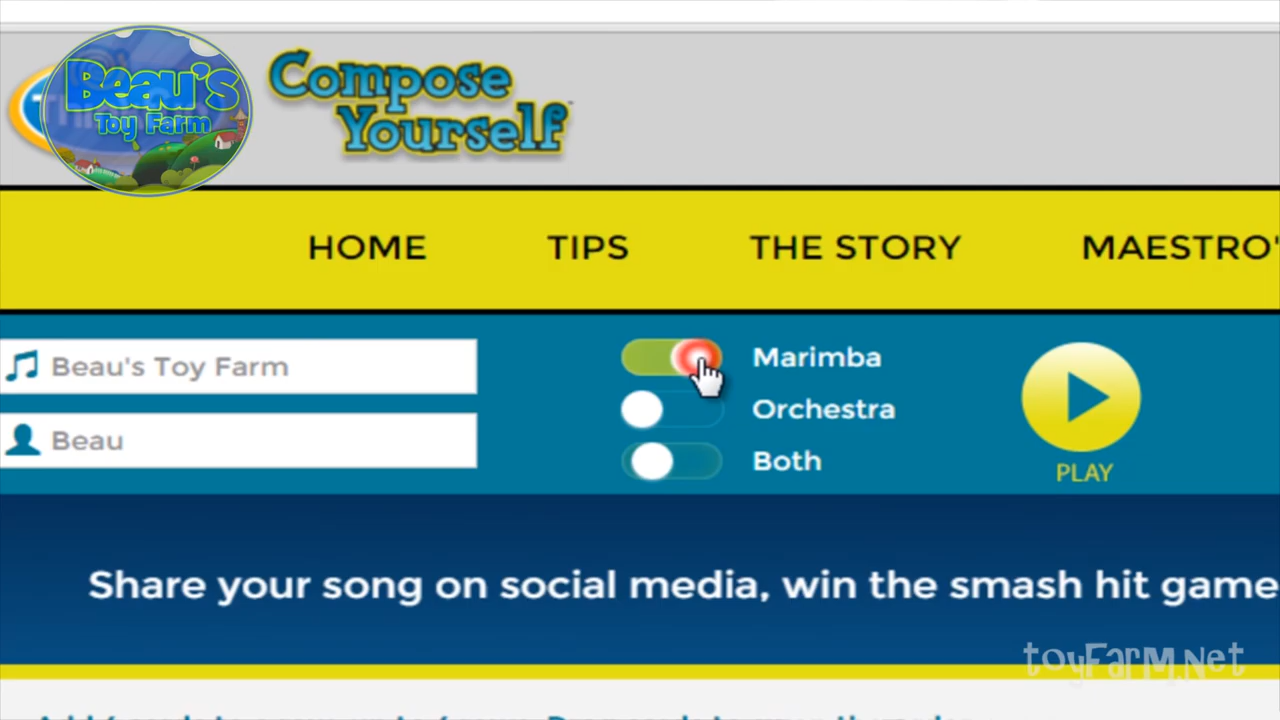 Beau's
Toy Farm
Compose
Yourself
HOME TIPS THE STORY MAESTRO'
Beau's Toy Farm
Beau
Marimba
Orchestra
Both
PLAY
Share your song on social media, win the smash hit game
toyFarm.Net